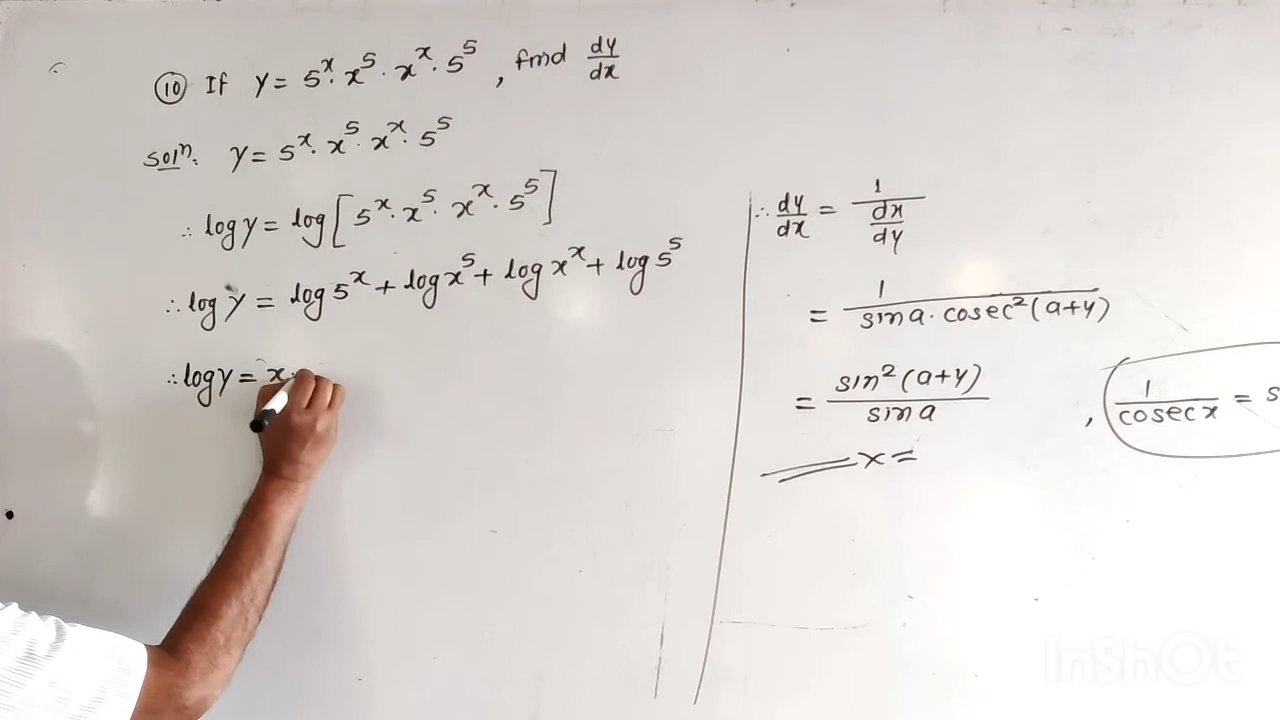 ⑩ If y = 5^x · x^5 · x^x · 5^5 , find dy/dx
Solⁿ: y = 5^x · x^5 · x^x · 5^5
∴ log y = log[5^x · x^5 · x^x · 5^5]
∴ log y = log 5^x + log x^5 + log x^x + log 5^5
∴ log y = x ·
∴ dy/dx = 1/(dx/dy)
= 1/(sin a · cosec²(a+y))
= sin²(a+y)/sin a
, 1/cosec x = s
x =
InShOt